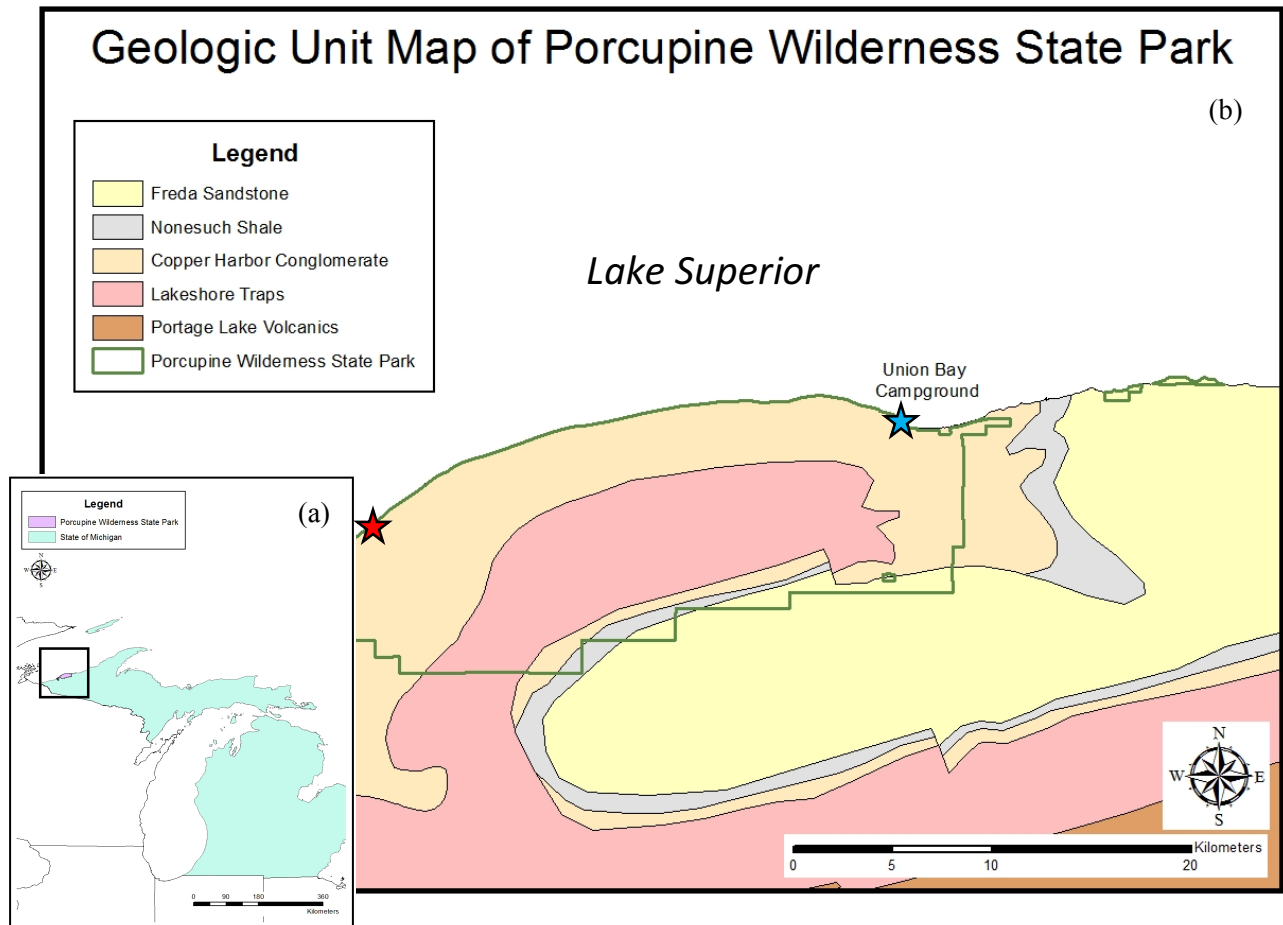 Geologic Unit Map of Porcupine Wilderness State Park
(b)
Legend
Freda Sandstone
Nonesuch Shale
Copper Harbor Conglomerate
Lakeshore Traps
Portage Lake Volcanics
Porcupine Wilderness State Park
Lake Superior
Union Bay
Campground
N
W
E
S
Kilometers
0 5 10 20
(a)
Legend
Porcupine Wilderness State Park
State of Michigan
N
W
E
S
0 90 180 360
Kilometers